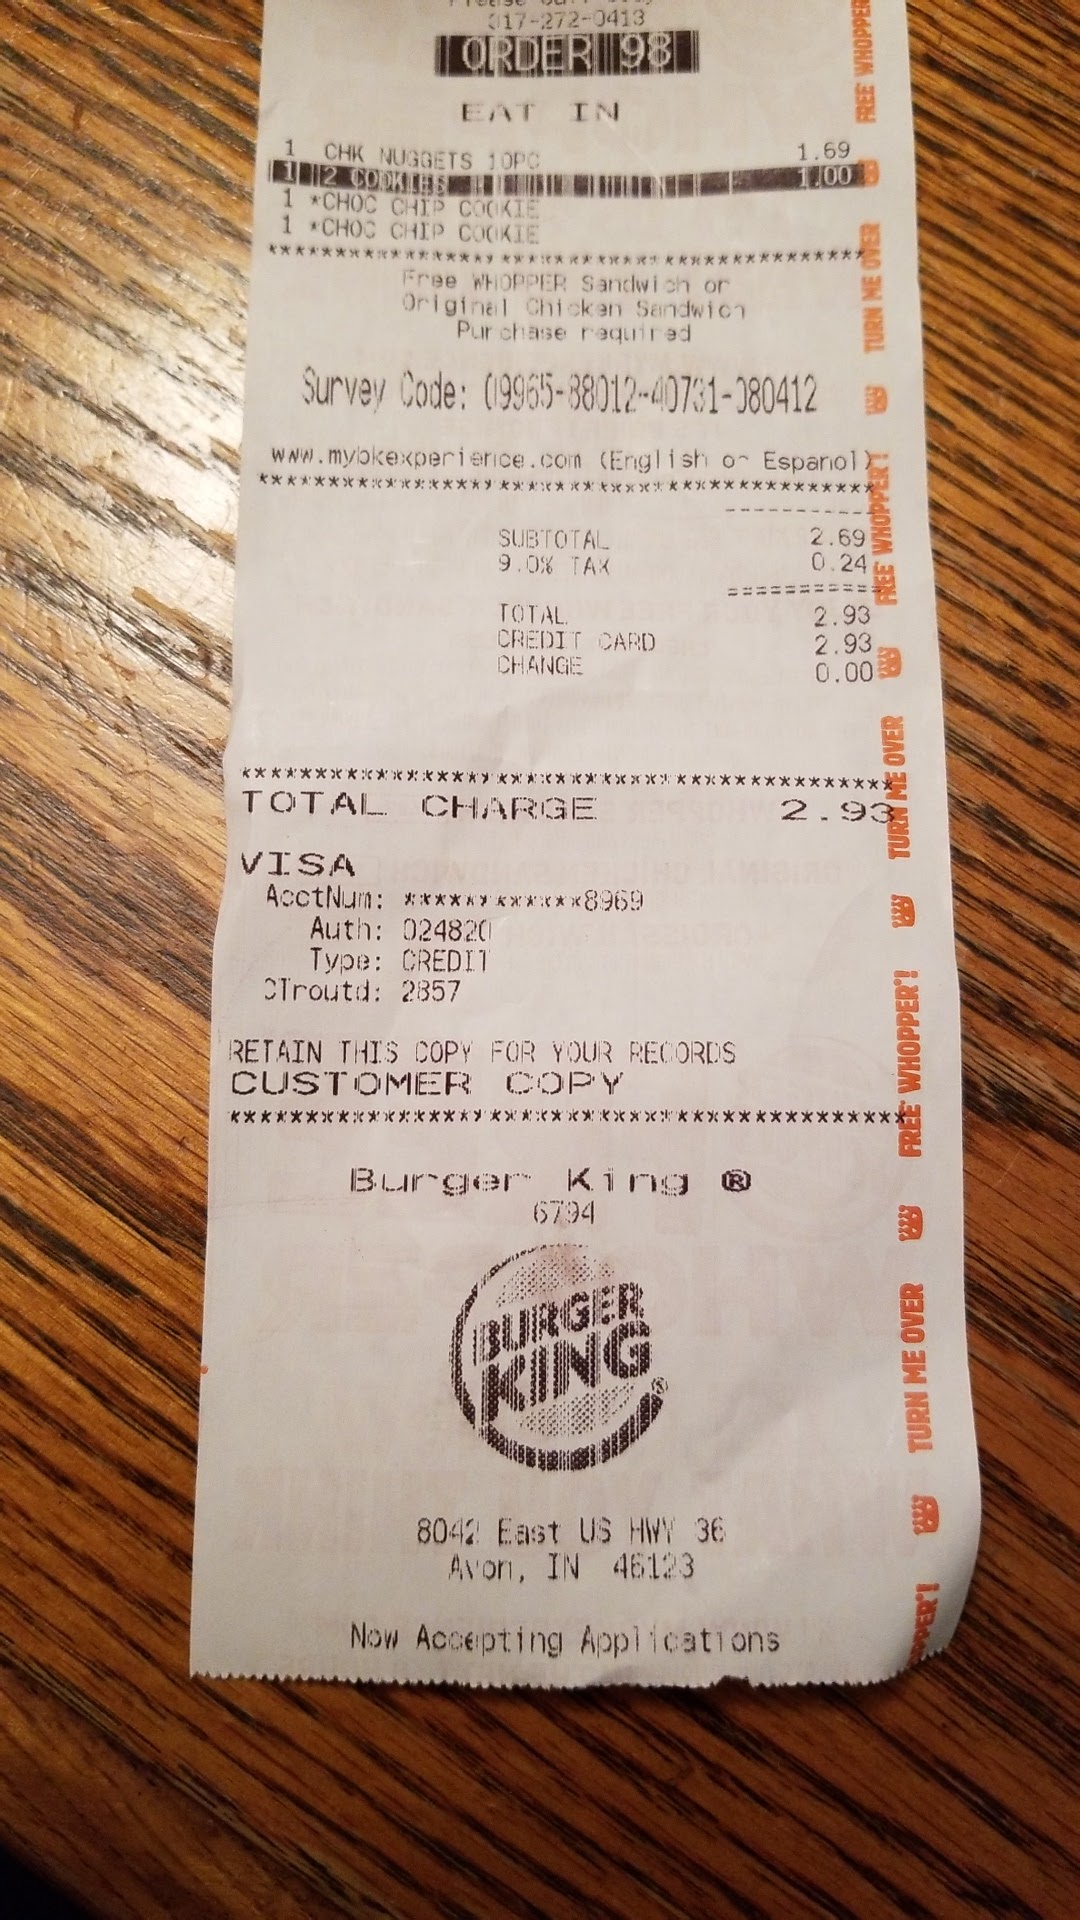 317-272-0413
ORDER 98
EAT IN
1 CHK NUGGETS 10PC 1.69
1 2 COOKIES 1.00
1 *CHOC CHIP COOKIE
1 *CHOC CHIP COOKIE
****************************************
Free WHOPPER Sandwich or
Original Chicken Sandwich
Purchase required
Survey Code: 09965-88012-40731-080412
www.mybkexperience.com (English or Espanol)
****************************************
----------
SUBTOTAL 2.69
9.0% TAX 0.24
==========
TOTAL 2.93
CREDIT CARD 2.93
CHANGE 0.00
****************************************
TOTAL CHARGE 2.93
VISA
AcctNum: ************8969
Auth: 024820
Type: CREDIT
CTroutd: 2857
RETAIN THIS COPY FOR YOUR RECORDS
CUSTOMER COPY
****************************************
Burger King ®
6794
BURGER
KING®
8042 East US HWY 36
Avon, IN 46123
Now Accepting Applications
FREE WHOPPER
TURN ME OVER
FREE WHOPPER!
TURN ME OVER
FREE WHOPPER!
TURN ME OVER
PPER!